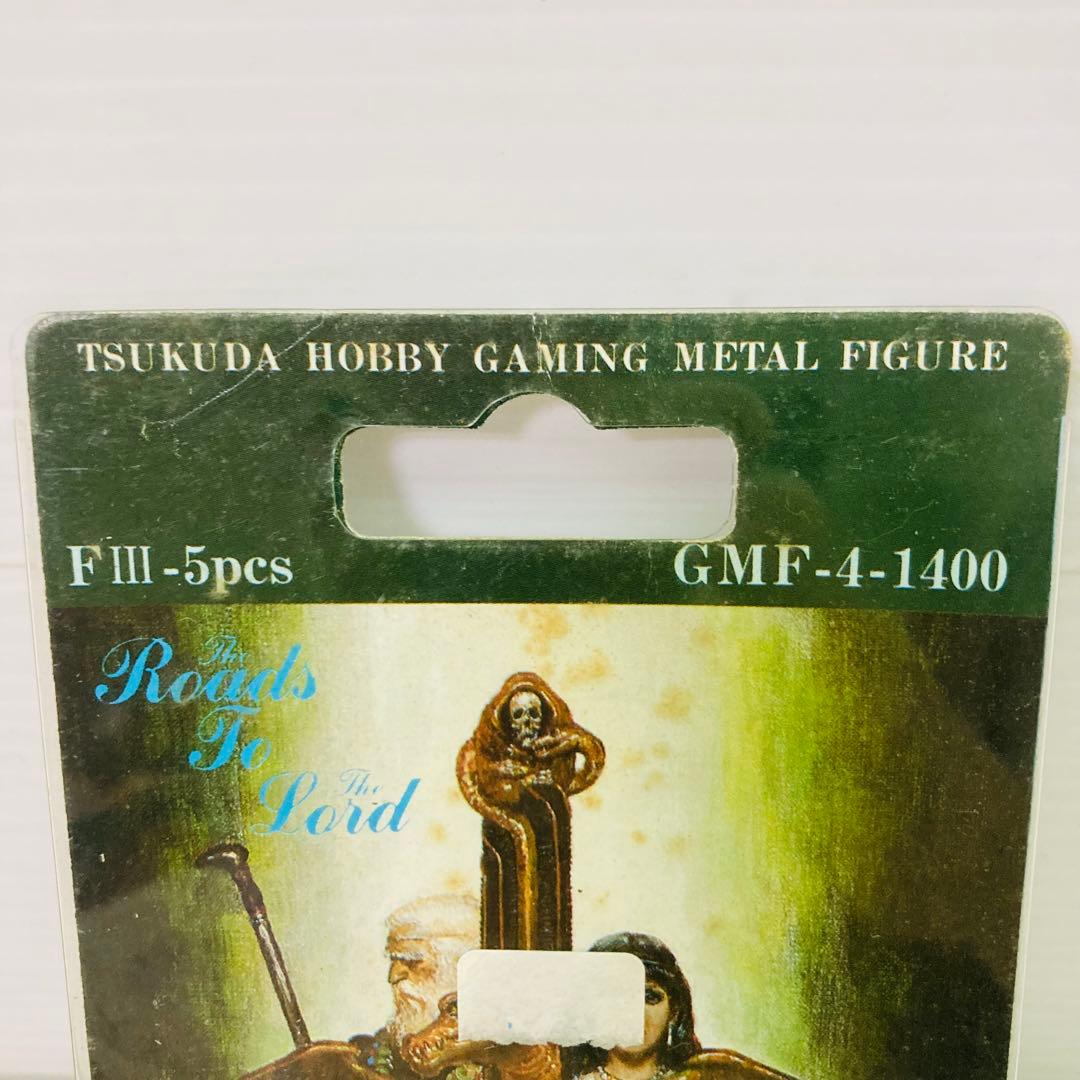 TSUKUDA HOBBY GAMING METAL FIGURE
FIII-5pcs
GMF-4-1400
The
Roads
To
The
Lord